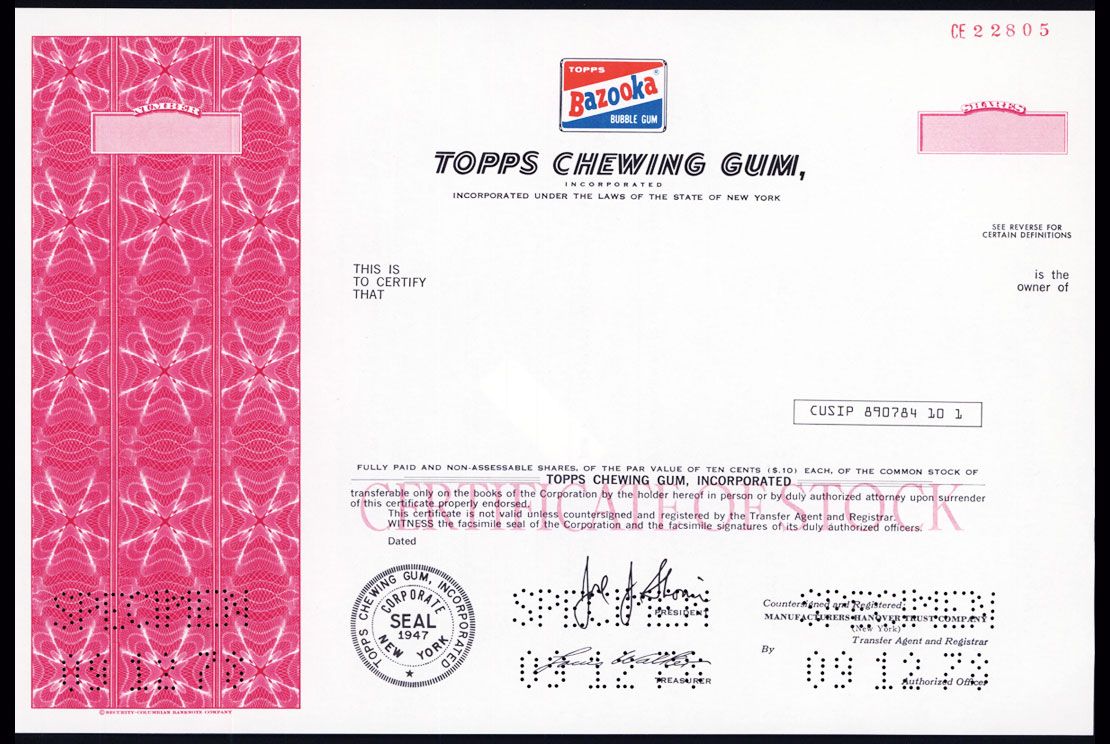 CE 22805
TOPPS
Bazooka®
BUBBLE GUM
NUMBER
SHARES
TOPPS CHEWING GUM,
INCORPORATED
INCORPORATED UNDER THE LAWS OF THE STATE OF NEW YORK
SEE REVERSE FOR
CERTAIN DEFINITIONS
THIS IS
TO CERTIFY
THAT
is the
owner of
CUSIP 890784 10 1
FULLY PAID AND NON-ASSESSABLE SHARES, OF THE PAR VALUE OF TEN CENTS ($.10) EACH, OF THE COMMON STOCK OF
TOPPS CHEWING GUM, INCORPORATED
CERTIFICATE OF STOCK
transferable only on the books of the Corporation by the holder hereof in person or by duly authorized attorney upon surrender
of this certificate properly endorsed.
This certificate is not valid unless countersigned and registered by the Transfer Agent and Registrar.
WITNESS the facsimile seal of the Corporation and the facsimile signatures of its duly authorized officers.
Dated
TOPPS CHEWING GUM, INCORPORATED
CORPORATE
SEAL
1947
NEW YORK
SPECIMEN
SPECIMEN
SPECIMEN
PRESIDENT
Countersigned and Registered
MANUFACTURERS HANOVER TRUST COMPANY
(New York)
Transfer Agent and Registrar
By
TREASURER
Authorized Officer
© SECURITY-COLUMBIAN BANKNOTE COMPANY